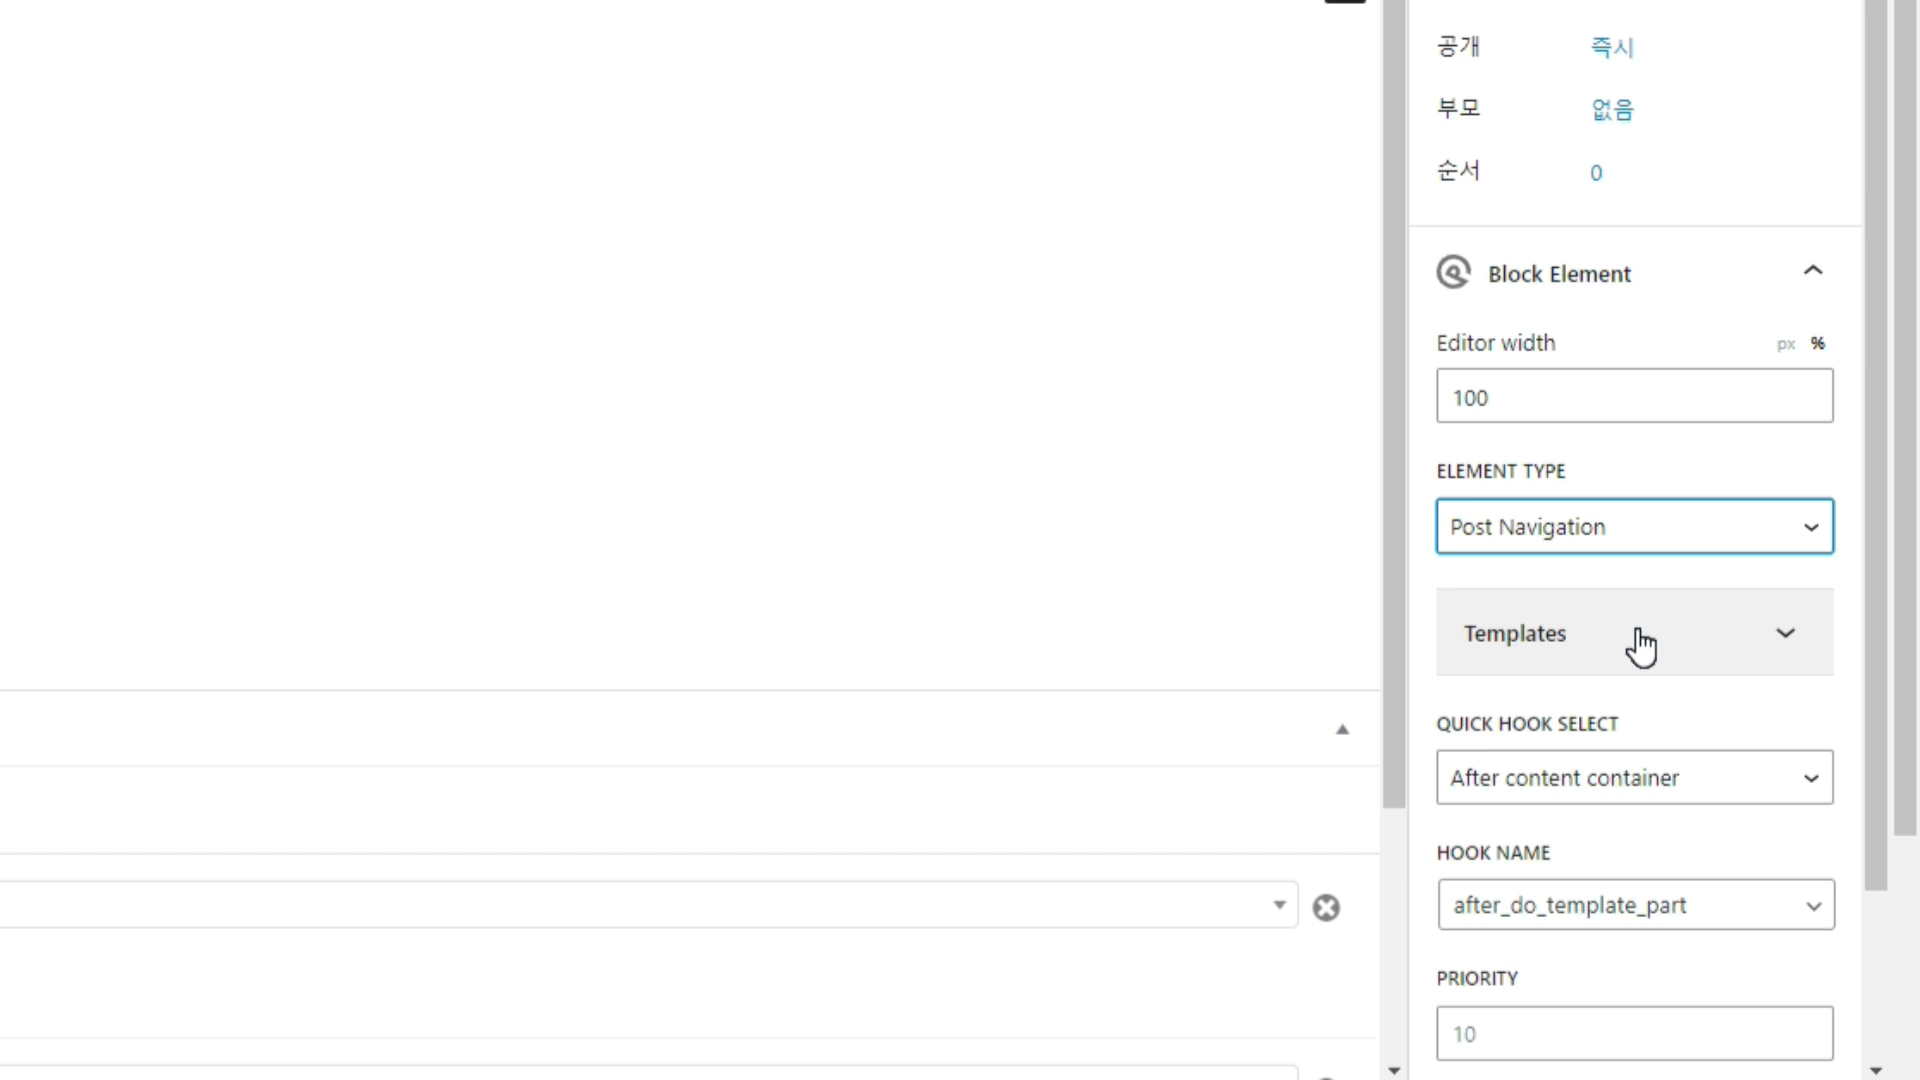 공개 즉시
부모 없음
순서 0
Block Element
Editor width px %
100
ELEMENT TYPE
Post Navigation
Templates
QUICK HOOK SELECT
After content container
HOOK NAME
after_do_template_part
PRIORITY
10